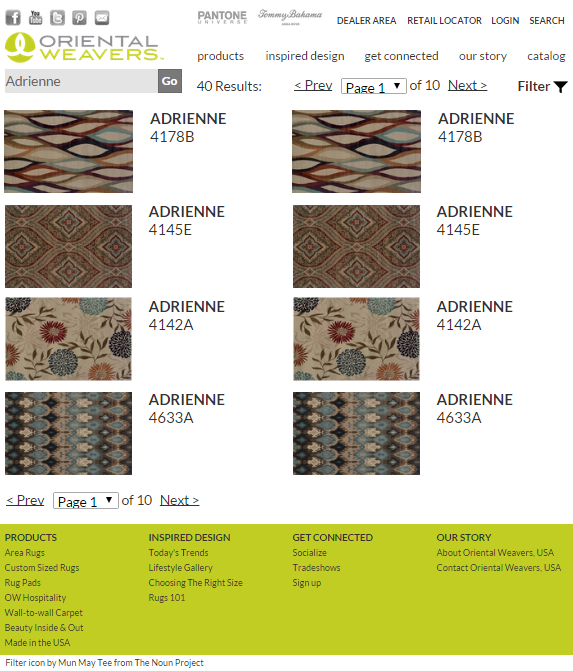 You Tube
PANTONE
UNIVERSE
Tommy Bahama
DEALER AREA RETAIL LOCATOR LOGIN SEARCH
ORIENTAL
WEAVERS
products inspired design get connected our story catalog
Adrienne Go
40 Results: < Prev Page 1 of 10 Next > Filter
ADRIENNE
4178B
ADRIENNE
4178B
ADRIENNE
4145E
ADRIENNE
4145E
ADRIENNE
4142A
ADRIENNE
4142A
ADRIENNE
4633A
ADRIENNE
4633A
< Prev Page 1 of 10 Next >
PRODUCTS
Area Rugs
Custom Sized Rugs
Rug Pads
OW Hospitality
Wall-to-wall Carpet
Beauty Inside & Out
Made in the USA
INSPIRED DESIGN
Today's Trends
Lifestyle Gallery
Choosing The Right Size
Rugs 101
GET CONNECTED
Socialize
Tradeshows
Sign up
OUR STORY
About Oriental Weavers, USA
Contact Oriental Weavers, USA
Filter icon by Mun May Tee from The Noun Project